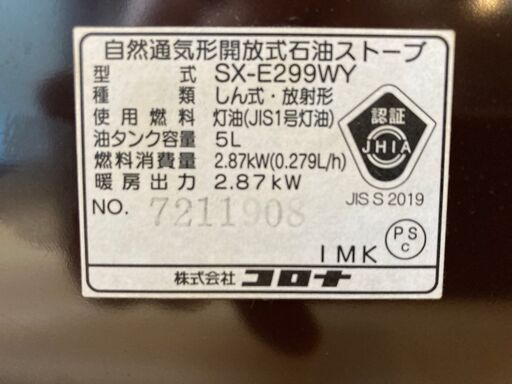 自然通気形開放式石油ストーブ
型式 SX-E299WY
種類 しん式・放射形
使用燃料 灯油(JIS1号灯油)
油タンク容量 5L
燃料消費量 2.87kW(0.279L/h)
暖房出力 2.87kW
NO. 7211908
認証
JHIA
JIS S 2019
1MK
PS
C
株式会社コロナ